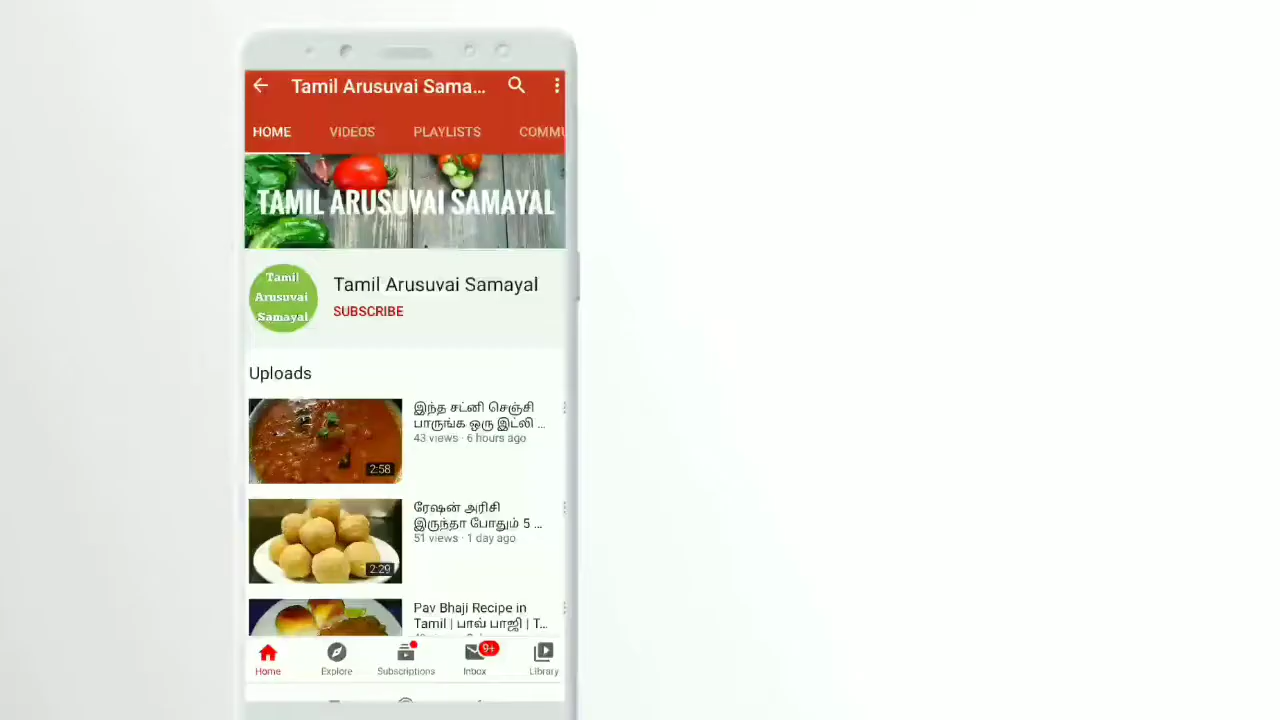 Tamil Arusuvai Sama...
HOME VIDEOS PLAYLISTS COMMU
TAMIL ARUSUVAI SAMAYAL
Tamil
Arusuvai
Samayal
Tamil Arusuvai Samayal
SUBSCRIBE
Uploads
2:58
இந்த சட்னி செஞ்சி
பாருங்க ஒரு இட்லி ...
43 views · 6 hours ago
2:29
ரேஷன் அரிசி
இருந்தா போதும் 5 ...
51 views · 1 day ago
Pav Bhaji Recipe in
Tamil | பாவ் பாஜி | T...
9+
Home Explore Subscriptions Inbox Library